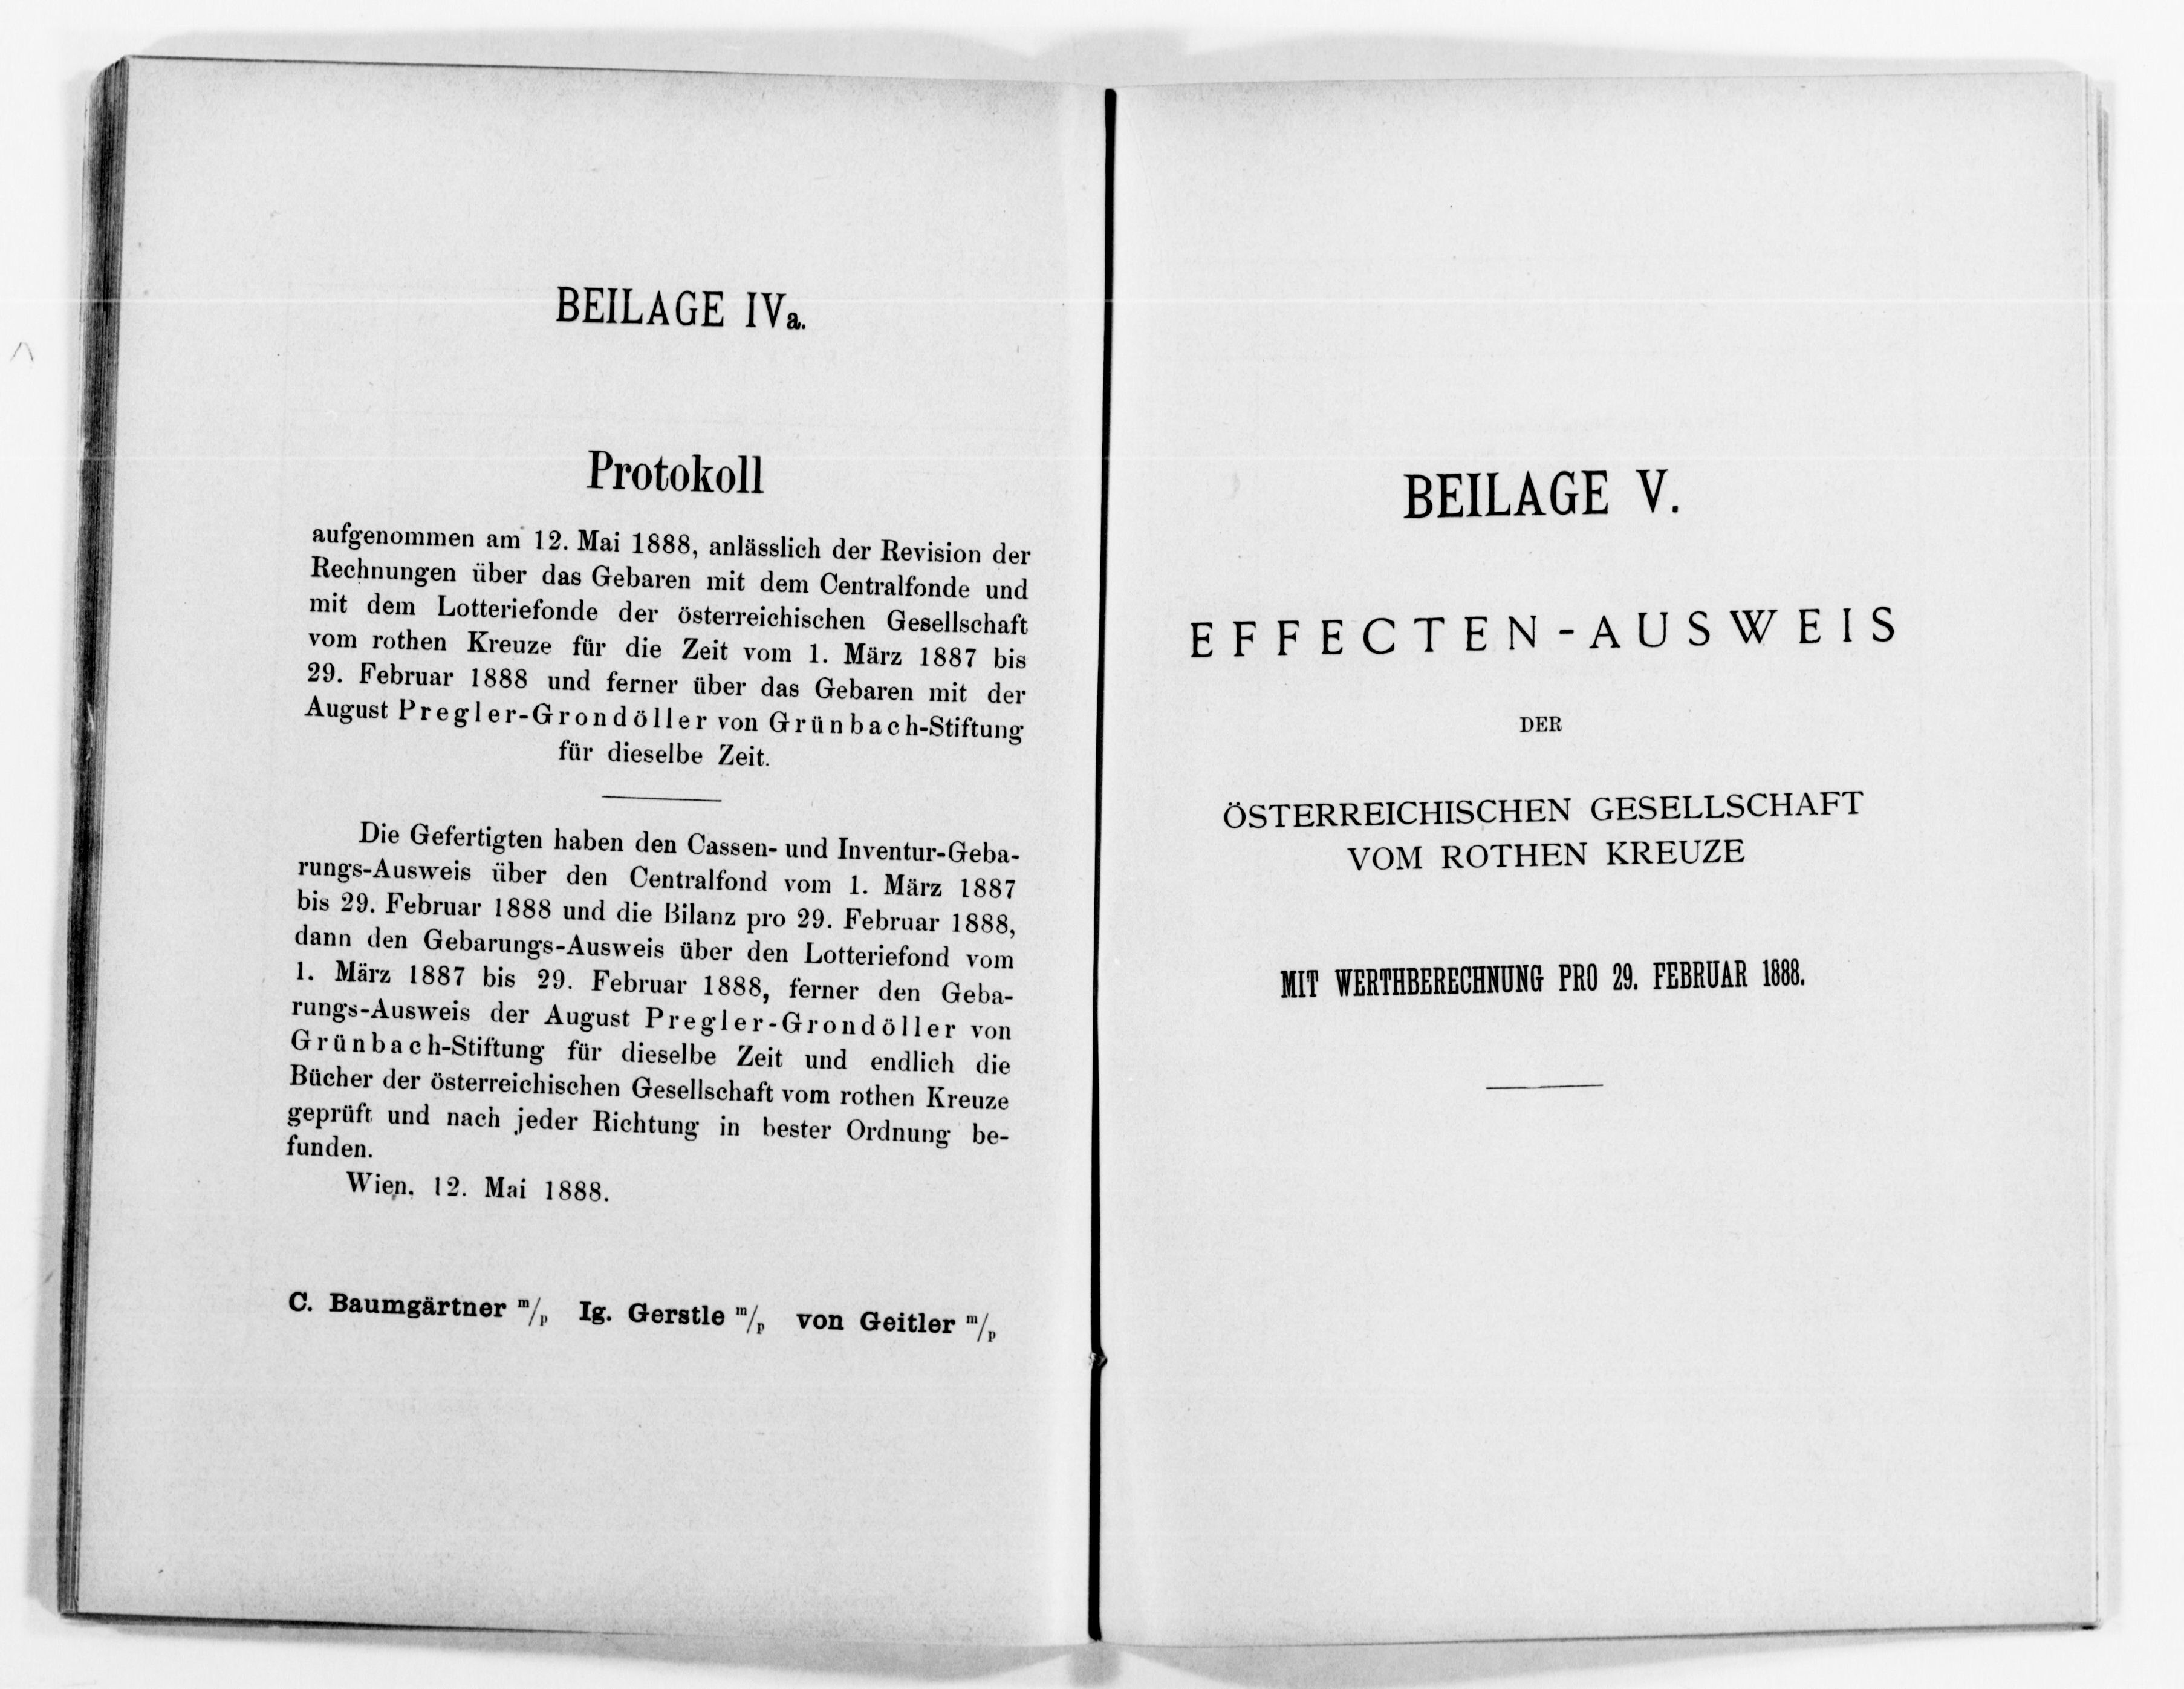 BEILAGE IVa.
Protokoll
aufgenommen am 12. Mai 1888, anlässlich der Revision der
Rechnungen über das Gebaren mit dem Centralfonde und
mit dem Lotteriefonde der österreichischen Gesellschaft
vom rothen Kreuze für die Zeit vom 1. März 1887 bis
29. Februar 1888 und ferner über das Gebaren mit der
August Pregler-Grondöller von Grünbach-Stiftung
für dieselbe Zeit.
Die Gefertigten haben den Cassen- und Inventur-Geba-
rungs-Ausweis über den Centralfond vom 1. März 1887
bis 29. Februar 1888 und die Bilanz pro 29. Februar 1888,
dann den Gebarungs-Ausweis über den Lotteriefond vom
1. März 1887 bis 29. Februar 1888, ferner den Geba-
rungs-Ausweis der August Pregler-Grondöller von
Grünbach-Stiftung für dieselbe Zeit und endlich die
Bücher der österreichischen Gesellschaft vom rothen Kreuze
geprüft und nach jeder Richtung in bester Ordnung be-
funden.
Wien, 12. Mai 1888.
C. Baumgärtner m/p Ig. Gerstle m/p von Geitler m/p
BEILAGE V.
EFFECTEN-AUSWEIS
DER
ÖSTERREICHISCHEN GESELLSCHAFT
VOM ROTHEN KREUZE
MIT WERTHBERECHNUNG PRO 29. FEBRUAR 1888.